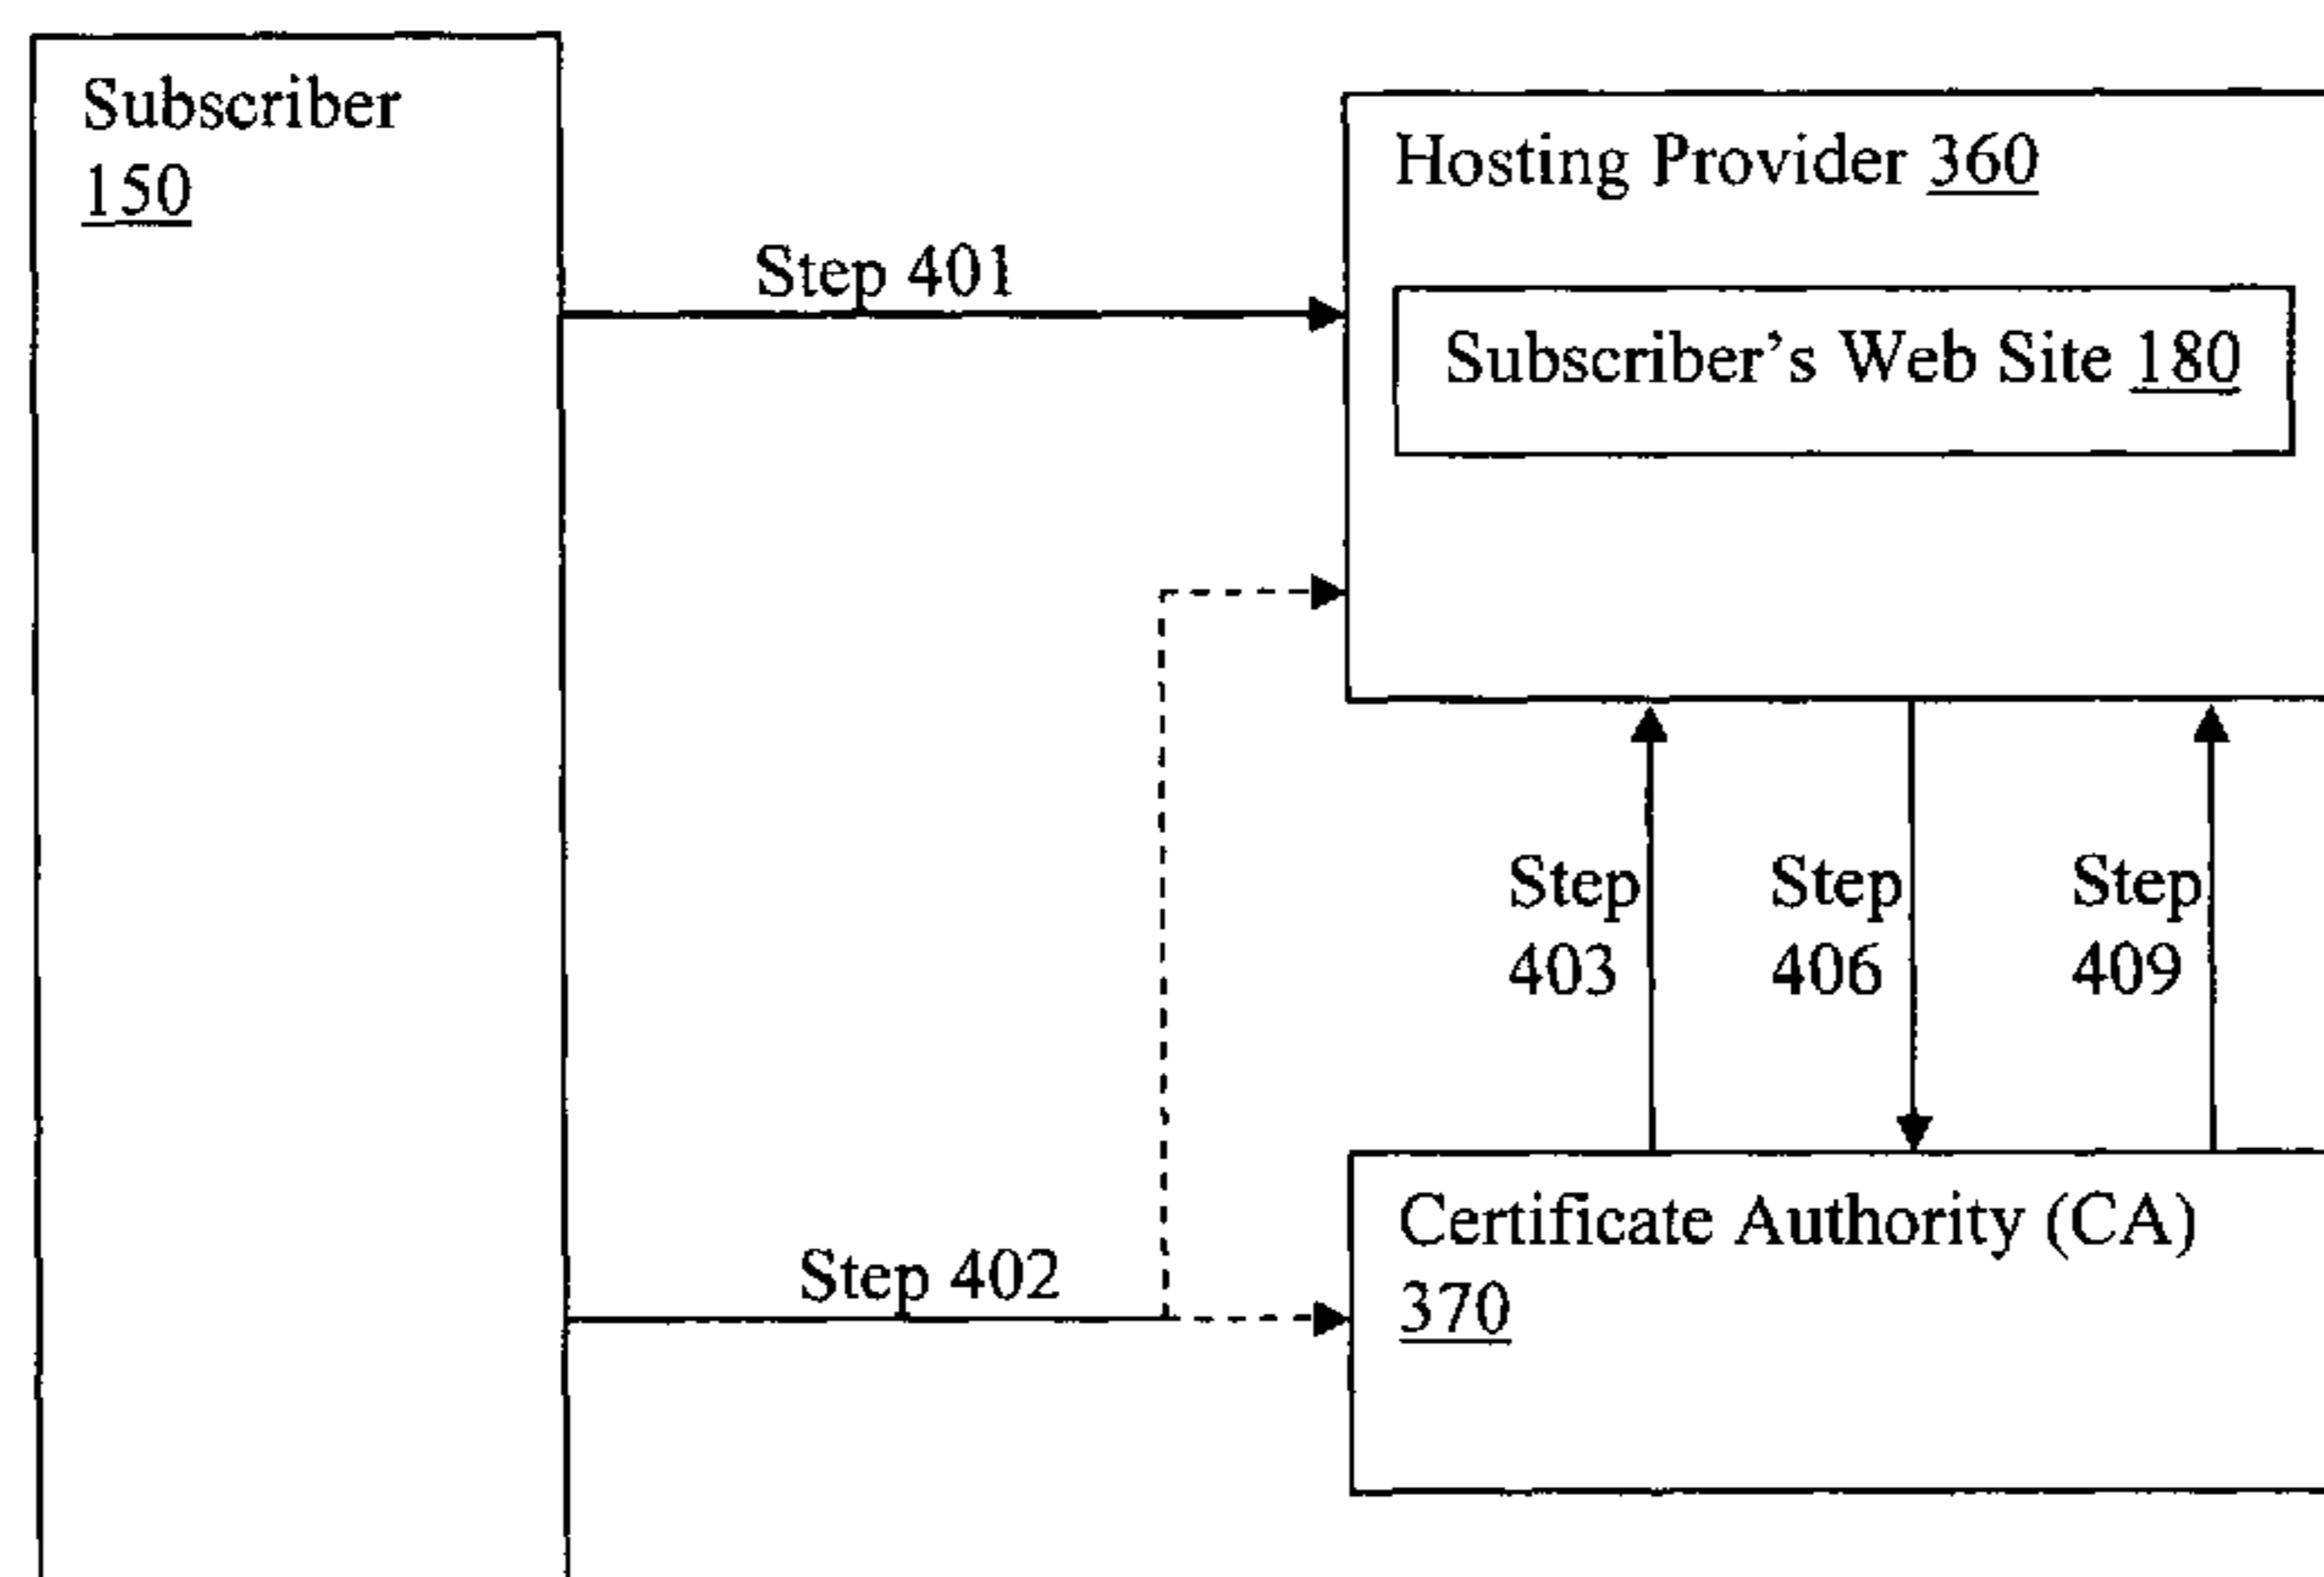 Subscriber
150
Hosting Provider 360
Step 401
Subscriber's Web Site 180
Step
403
Step
406
Step
409
Certificate Authority (CA)
370
Step 402